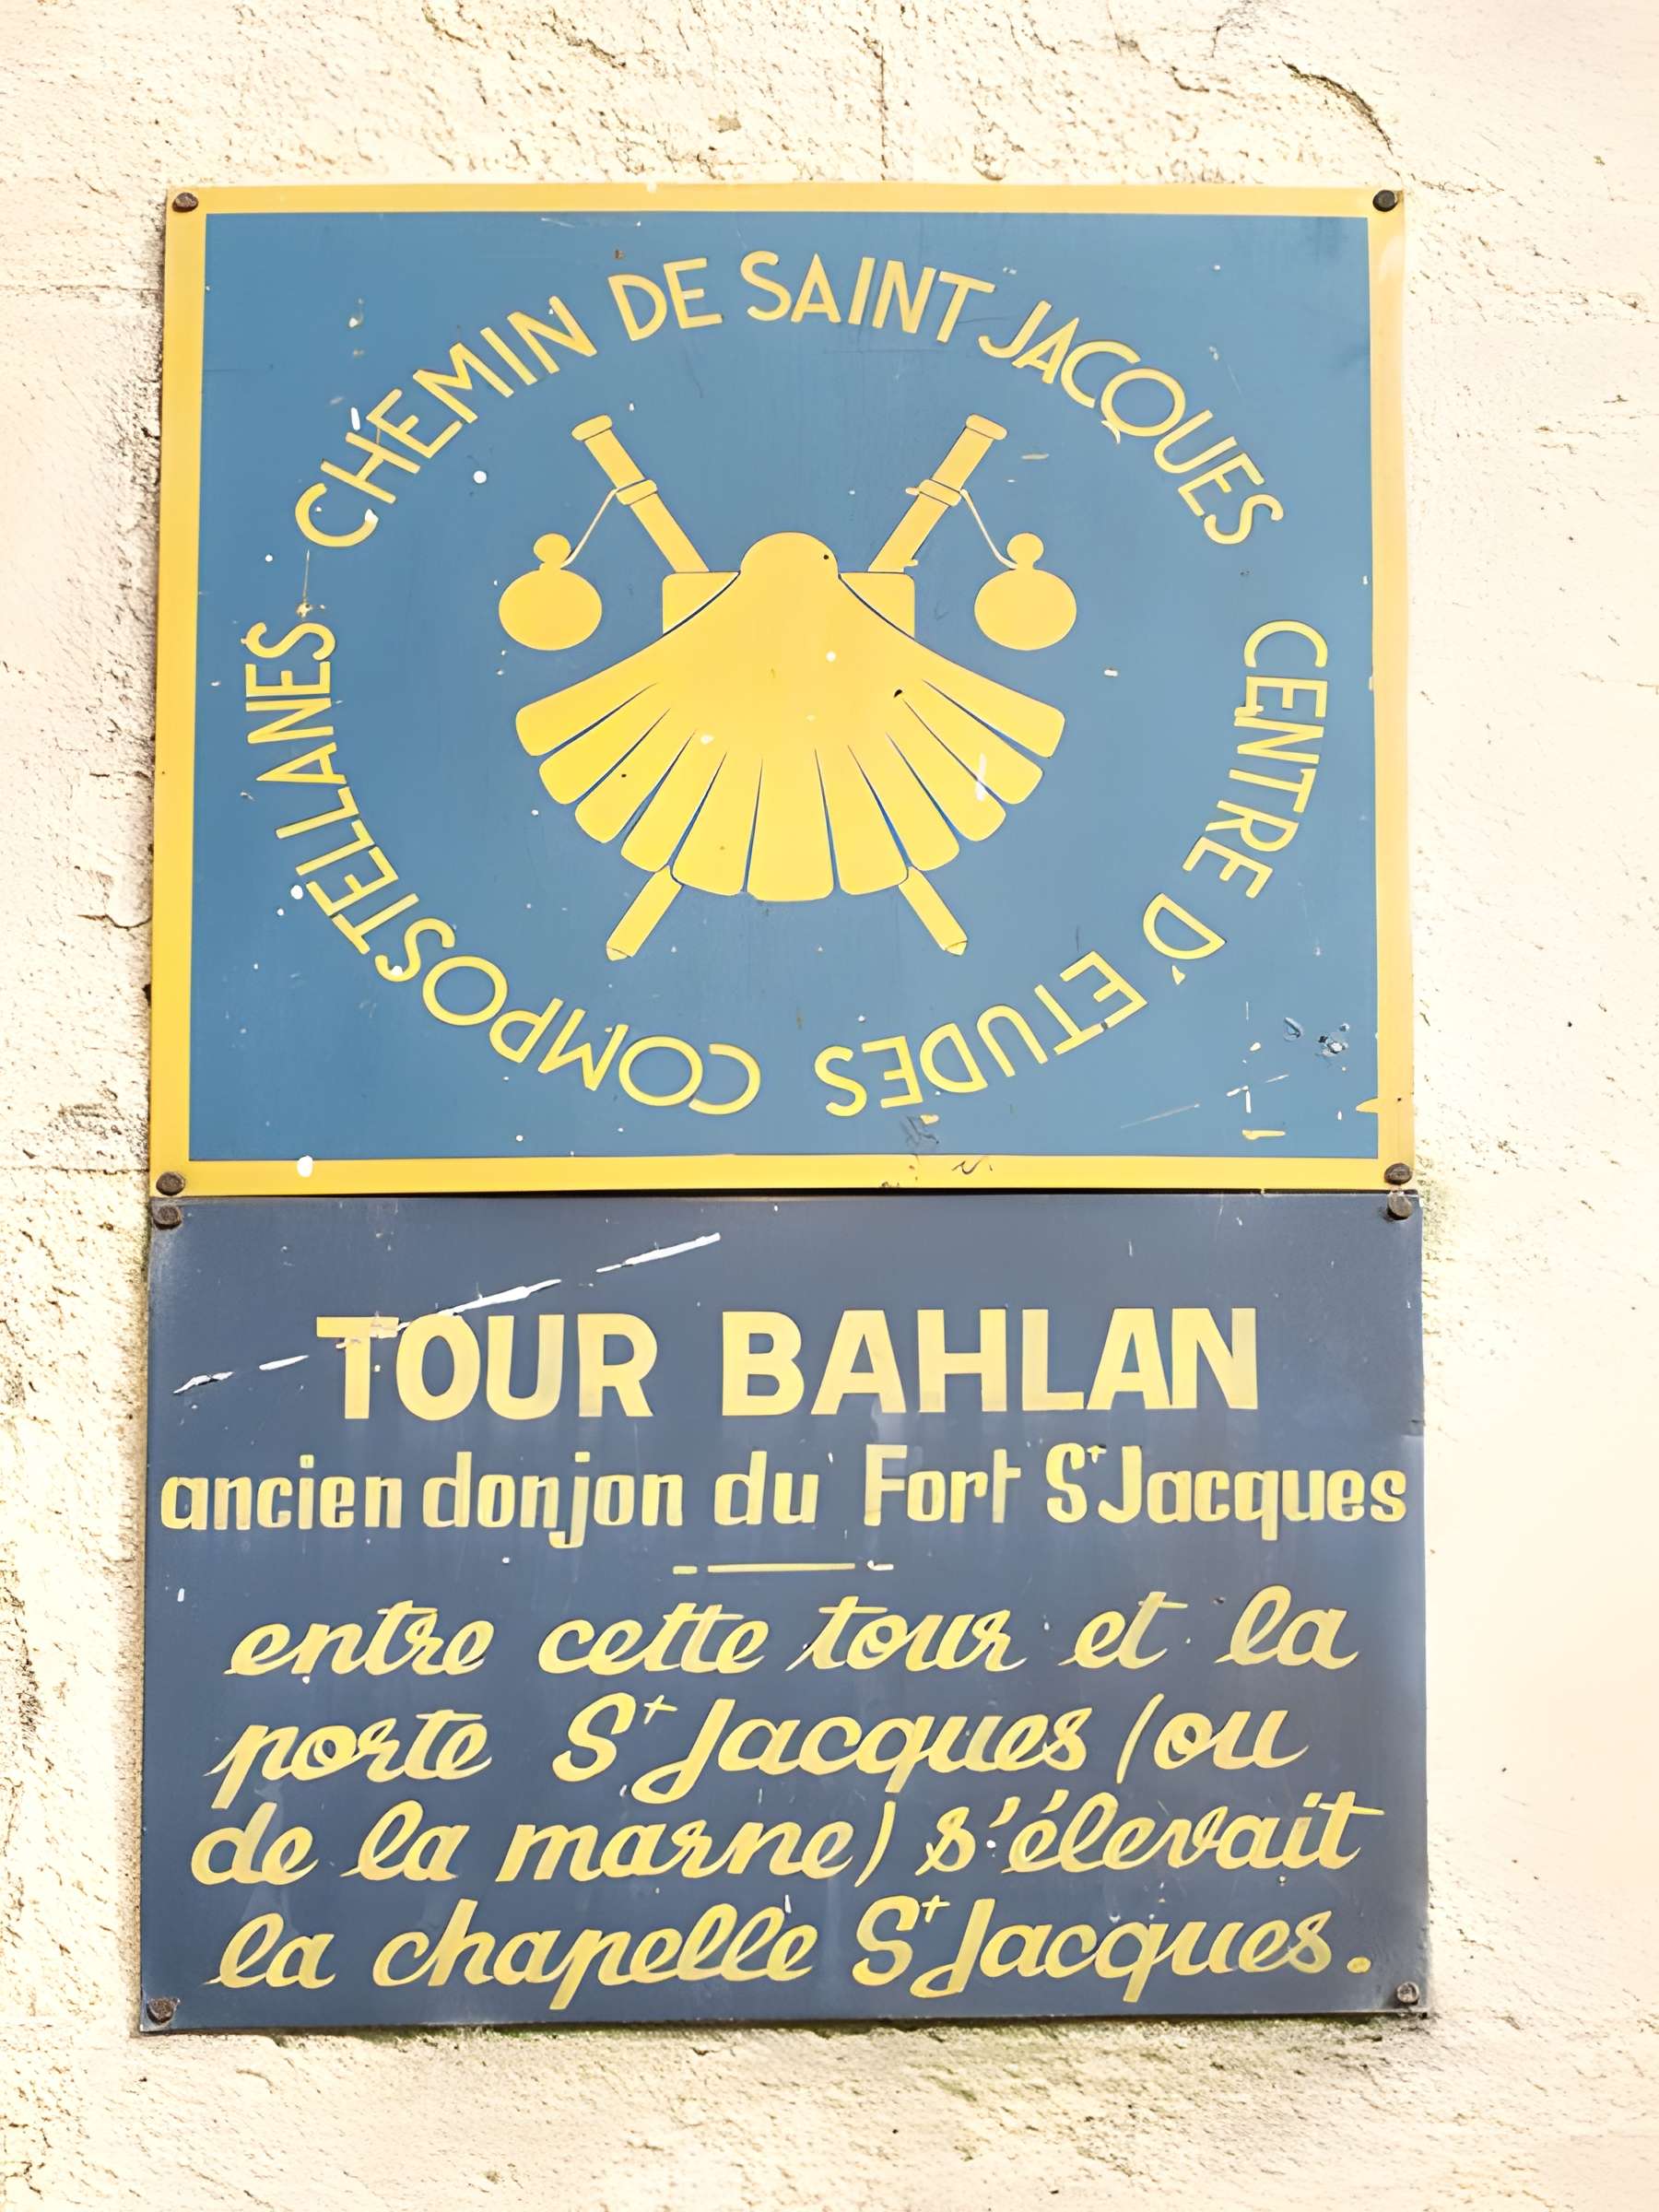 CHEMIN DE SAINT JACQUES
CENTRE D'ETUDES COMPOSTELLANES
TOUR BAHLAN
ancien donjon du Fort St Jacques
entre cette tour et la
porte St Jacques (ou
de la marne) s'élevait
la chapelle St Jacques.